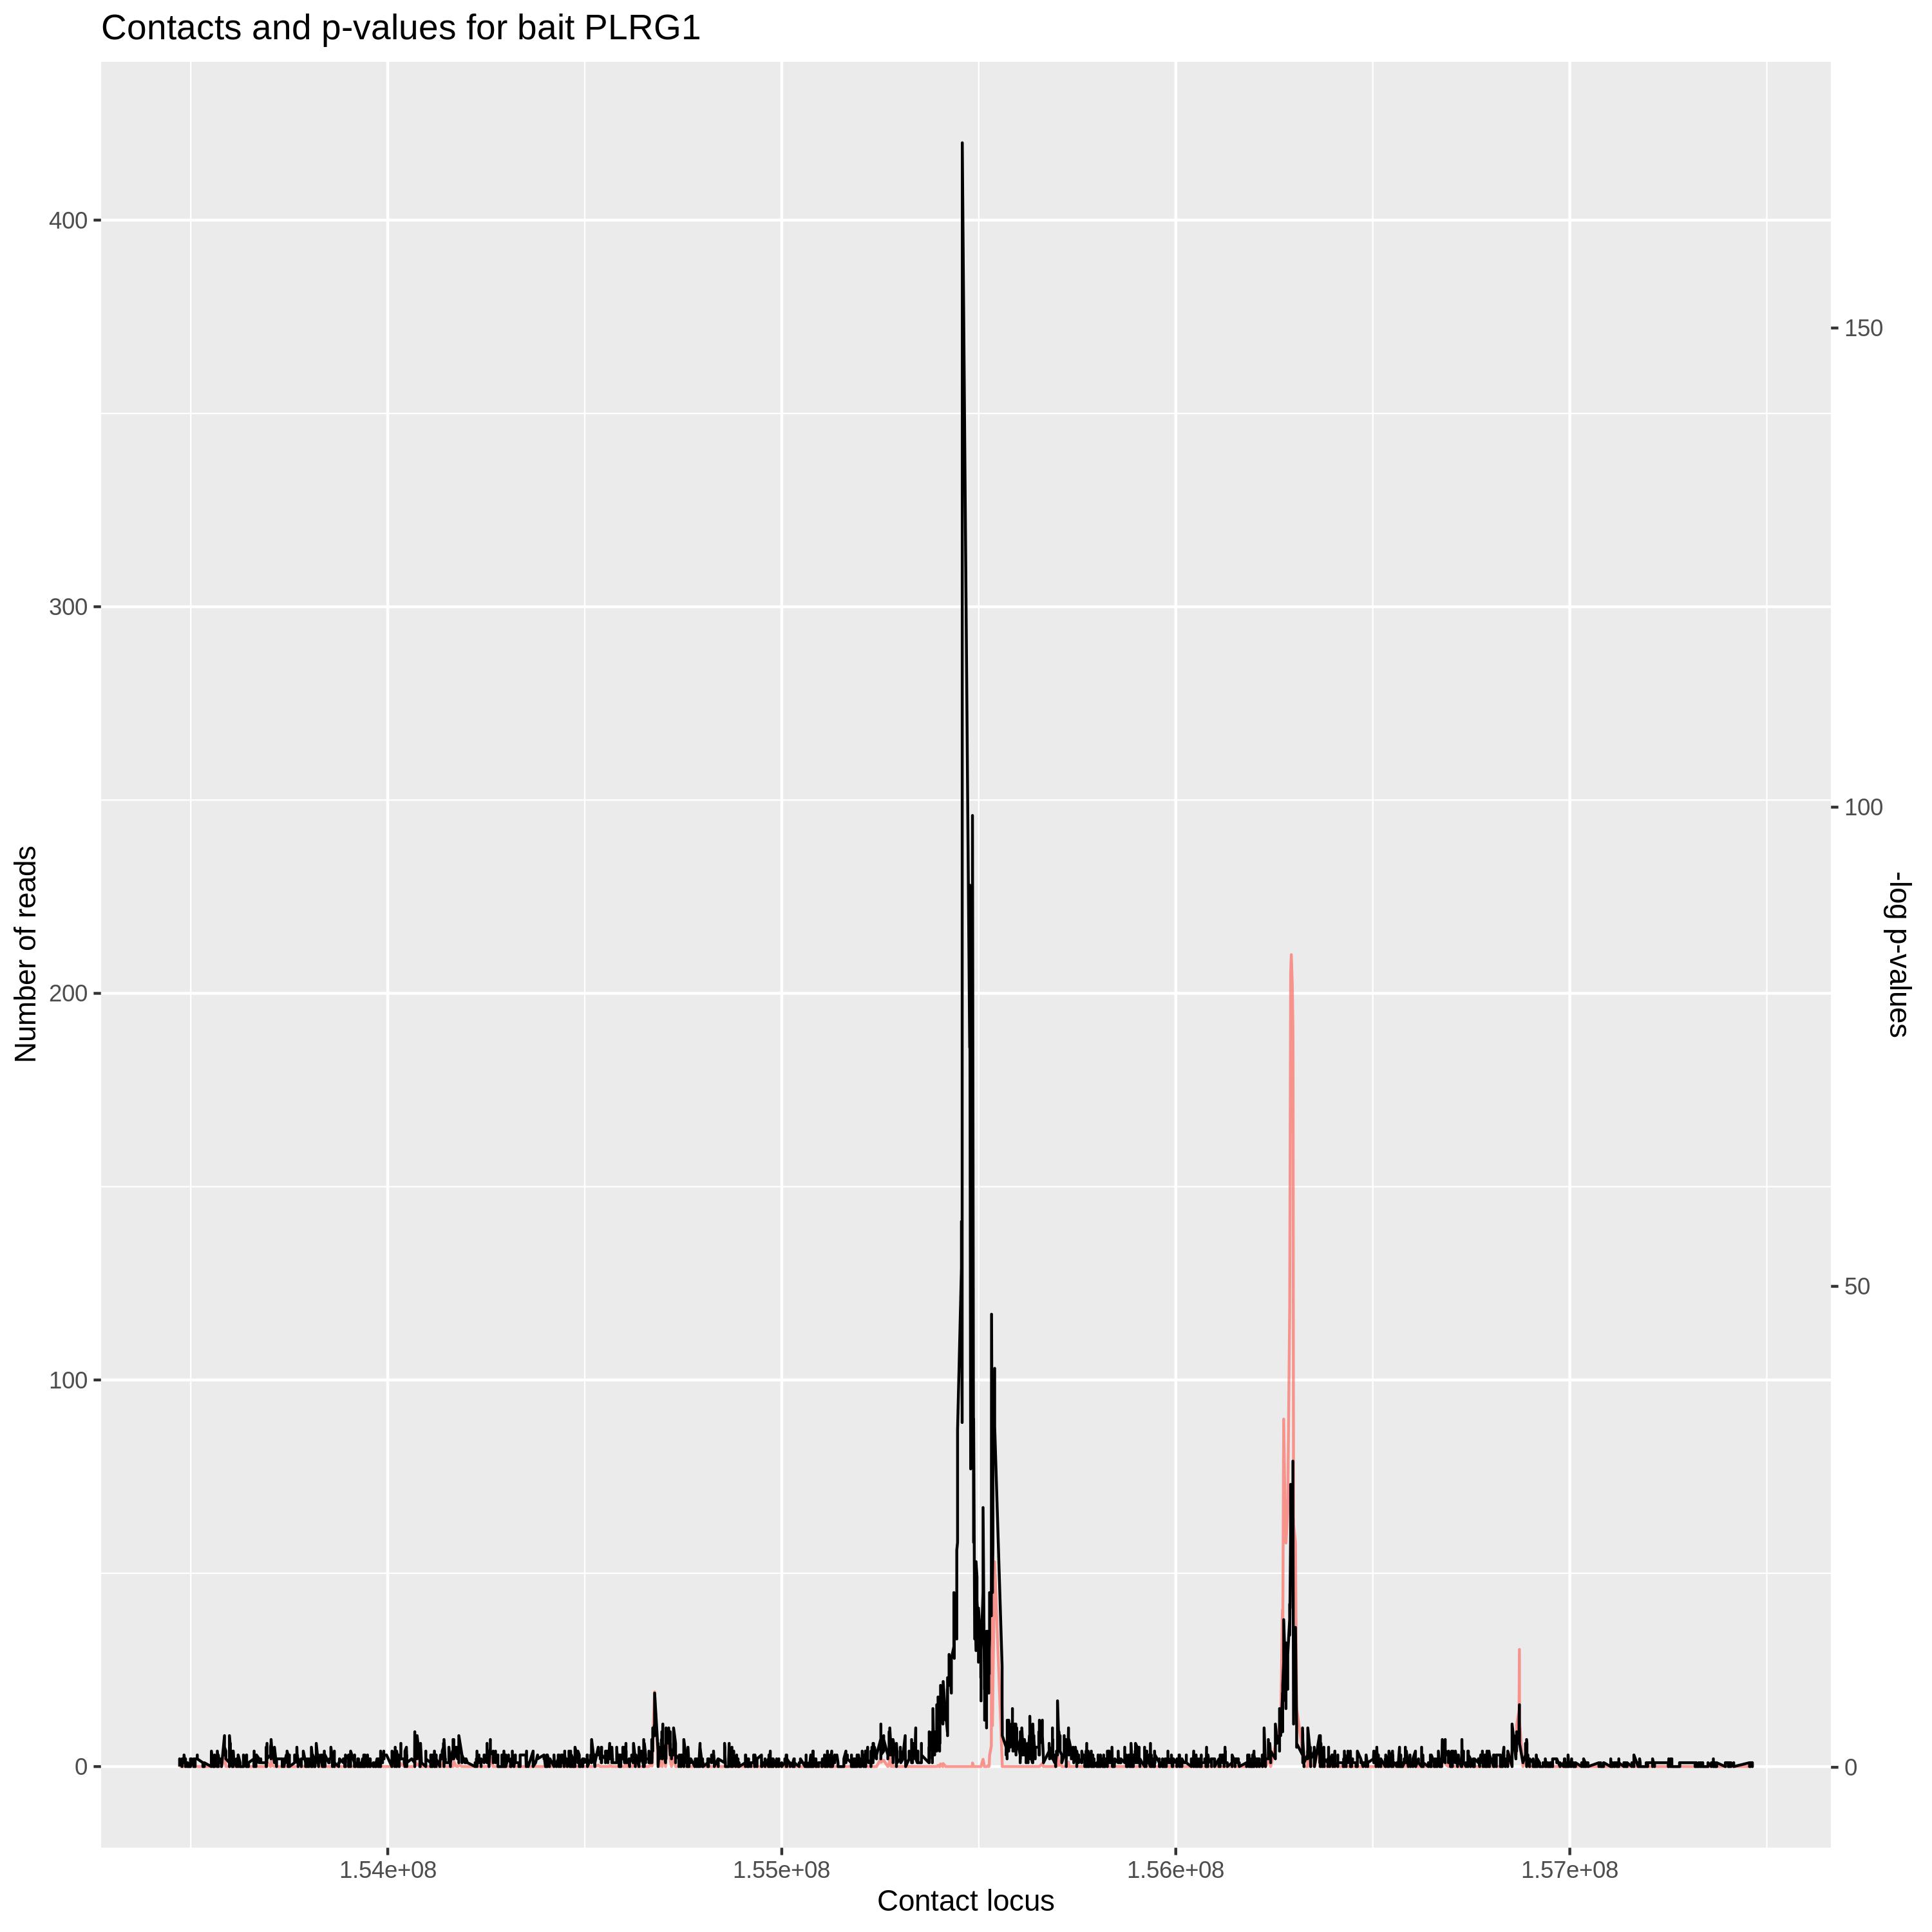 Contacts and p-values for bait PLRG1
400
300
200
100
0
Number of reads
150
100
50
0
-log p-values
1.54e+08 1.55e+08 1.56e+08 1.57e+08
Contact locus